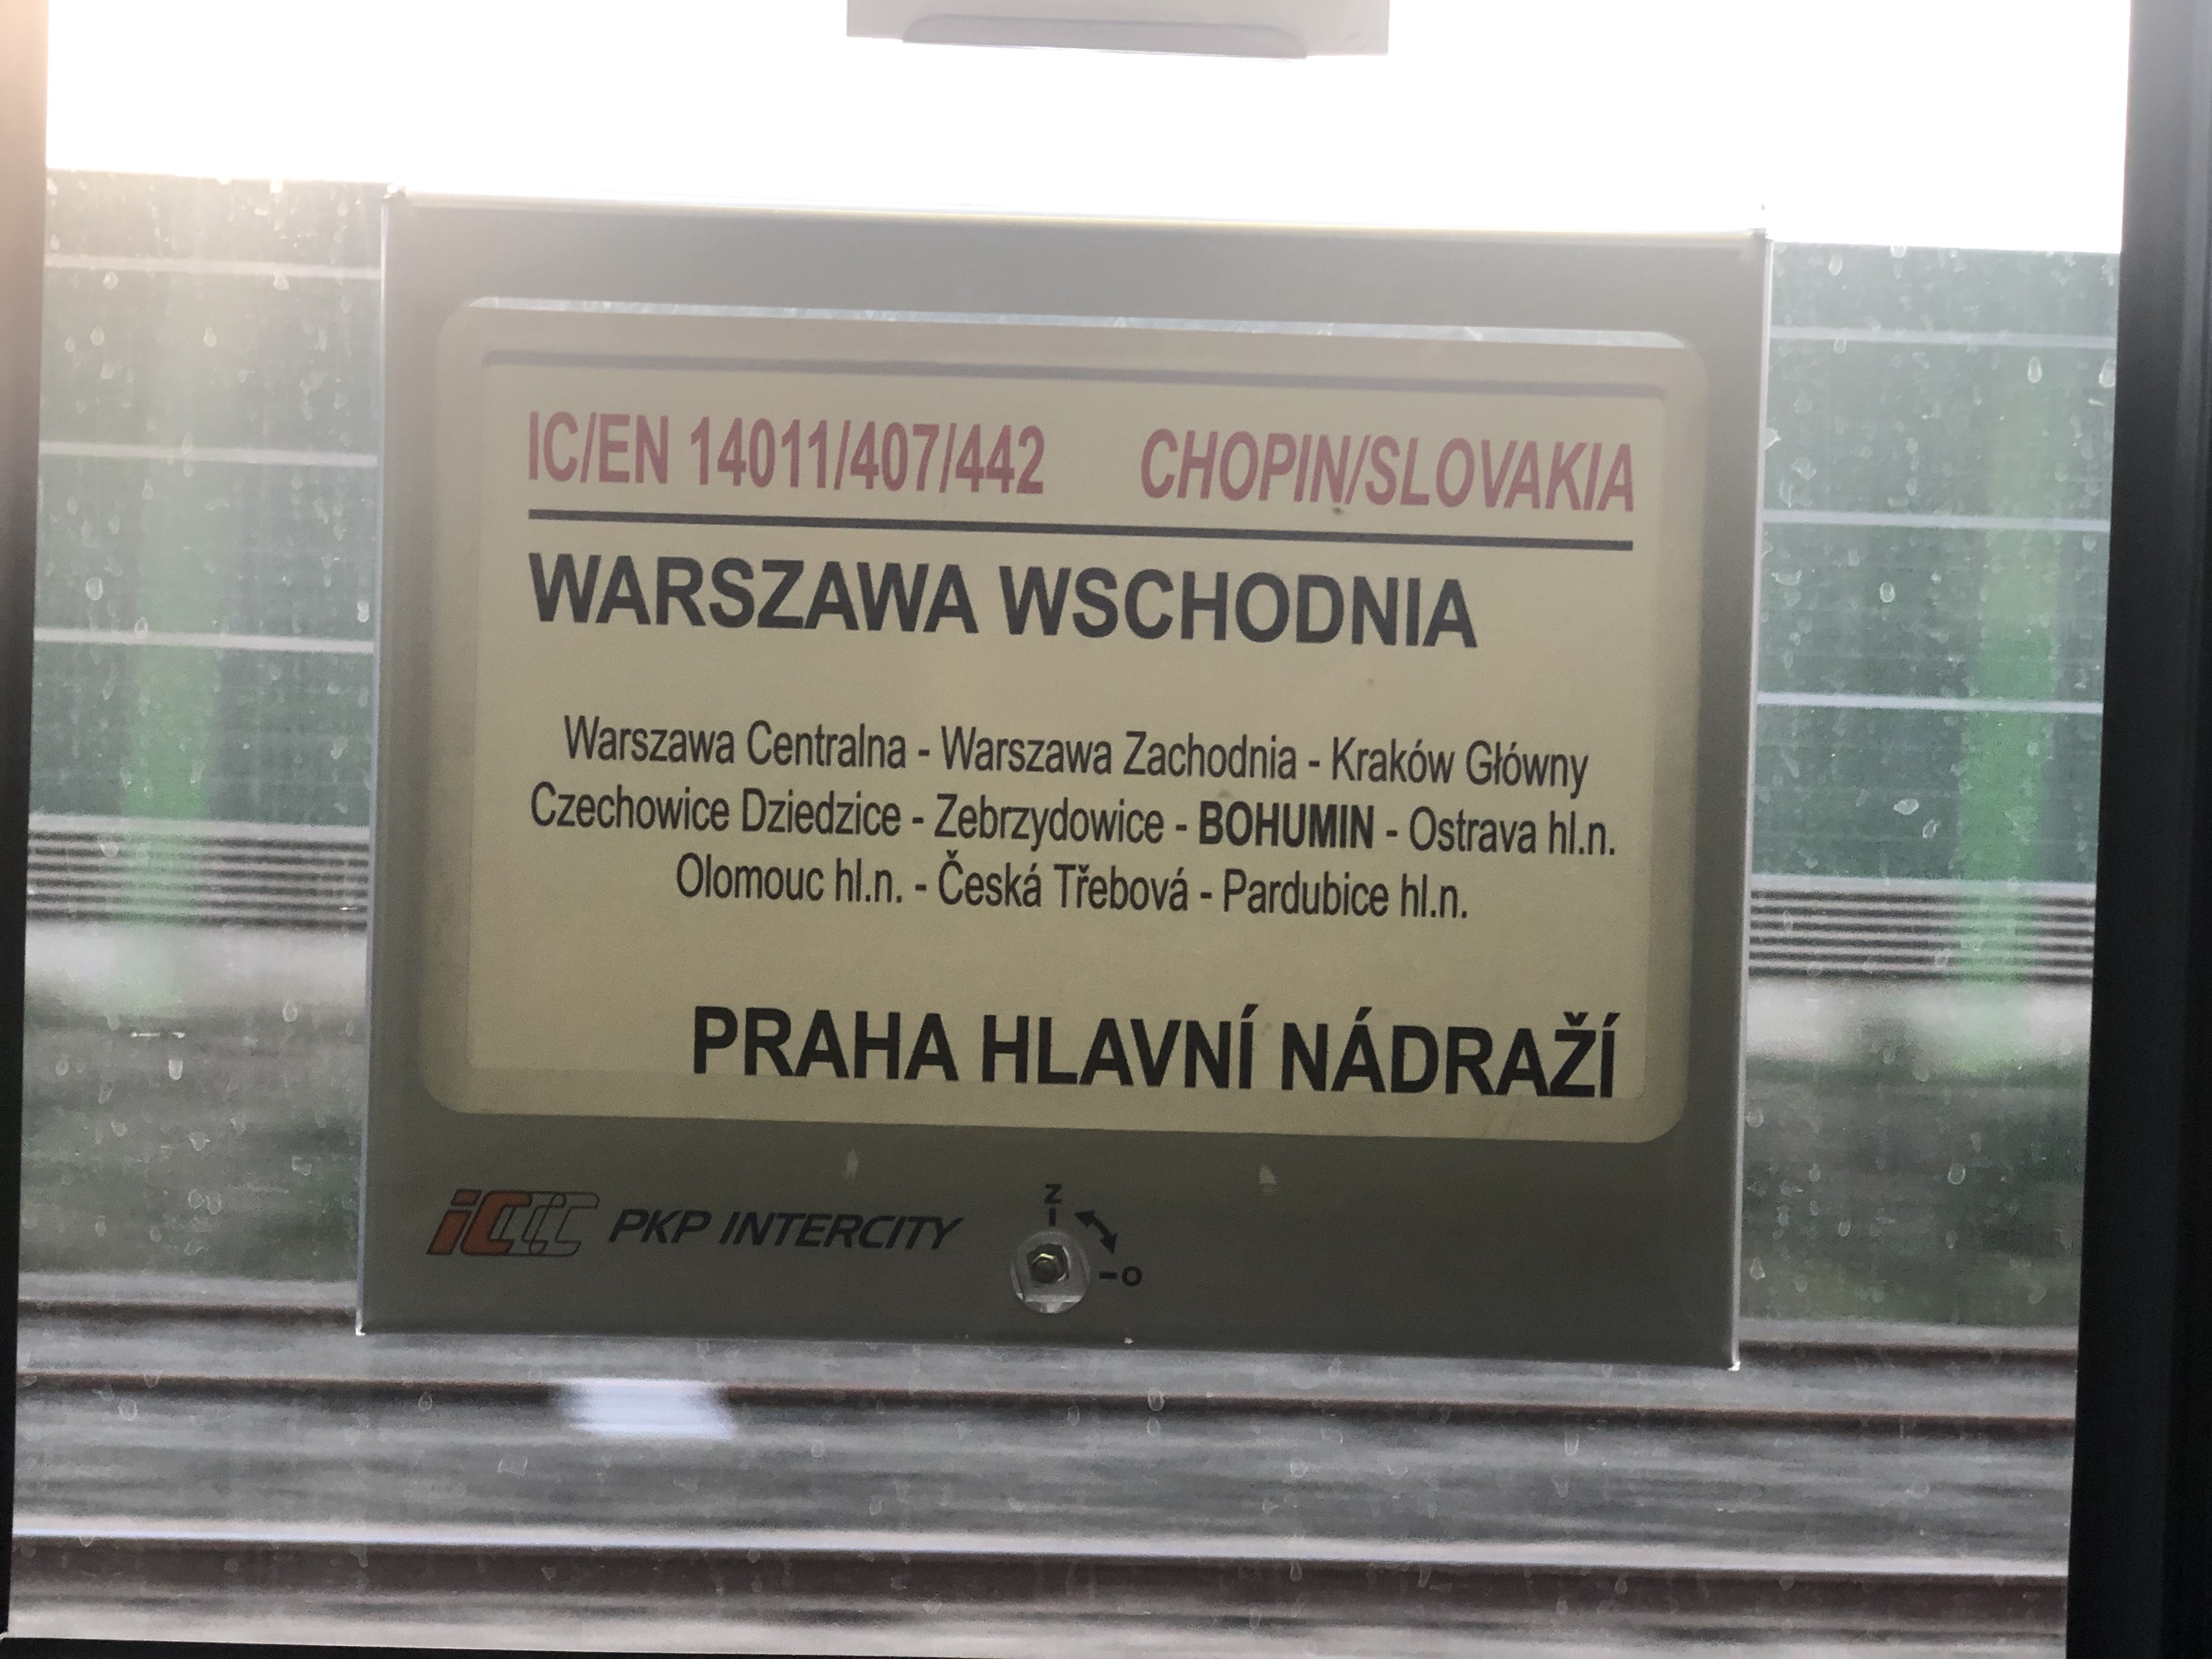 IC/EN 14011/407/442 CHOPIN/SLOVAKIA
WARSZAWA WSCHODNIA
Warszawa Centralna - Warszawa Zachodnia - Kraków Główny
Czechowice Dziedzice - Zebrzydowice - BOHUMIN - Ostrava hl.n.
Olomouc hl.n. - Česká Třebová - Pardubice hl.n.
PRAHA HLAVNÍ NÁDRAŽÍ
iC PKP INTERCITY
Z
O